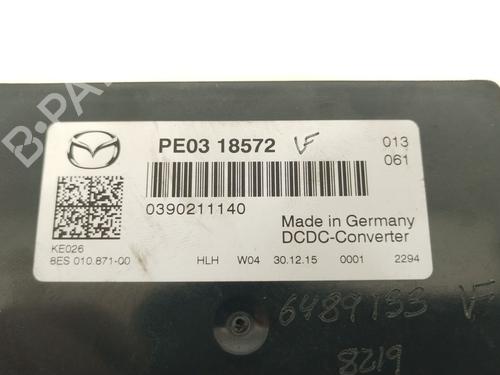 B-PA
PE03 18572 VF
013
061
0390211140
Made in Germany
DCDC-Converter
KE026
8ES 010.871-00
HLH W04 30.12.15 0001 2294
6489133 VF
8219